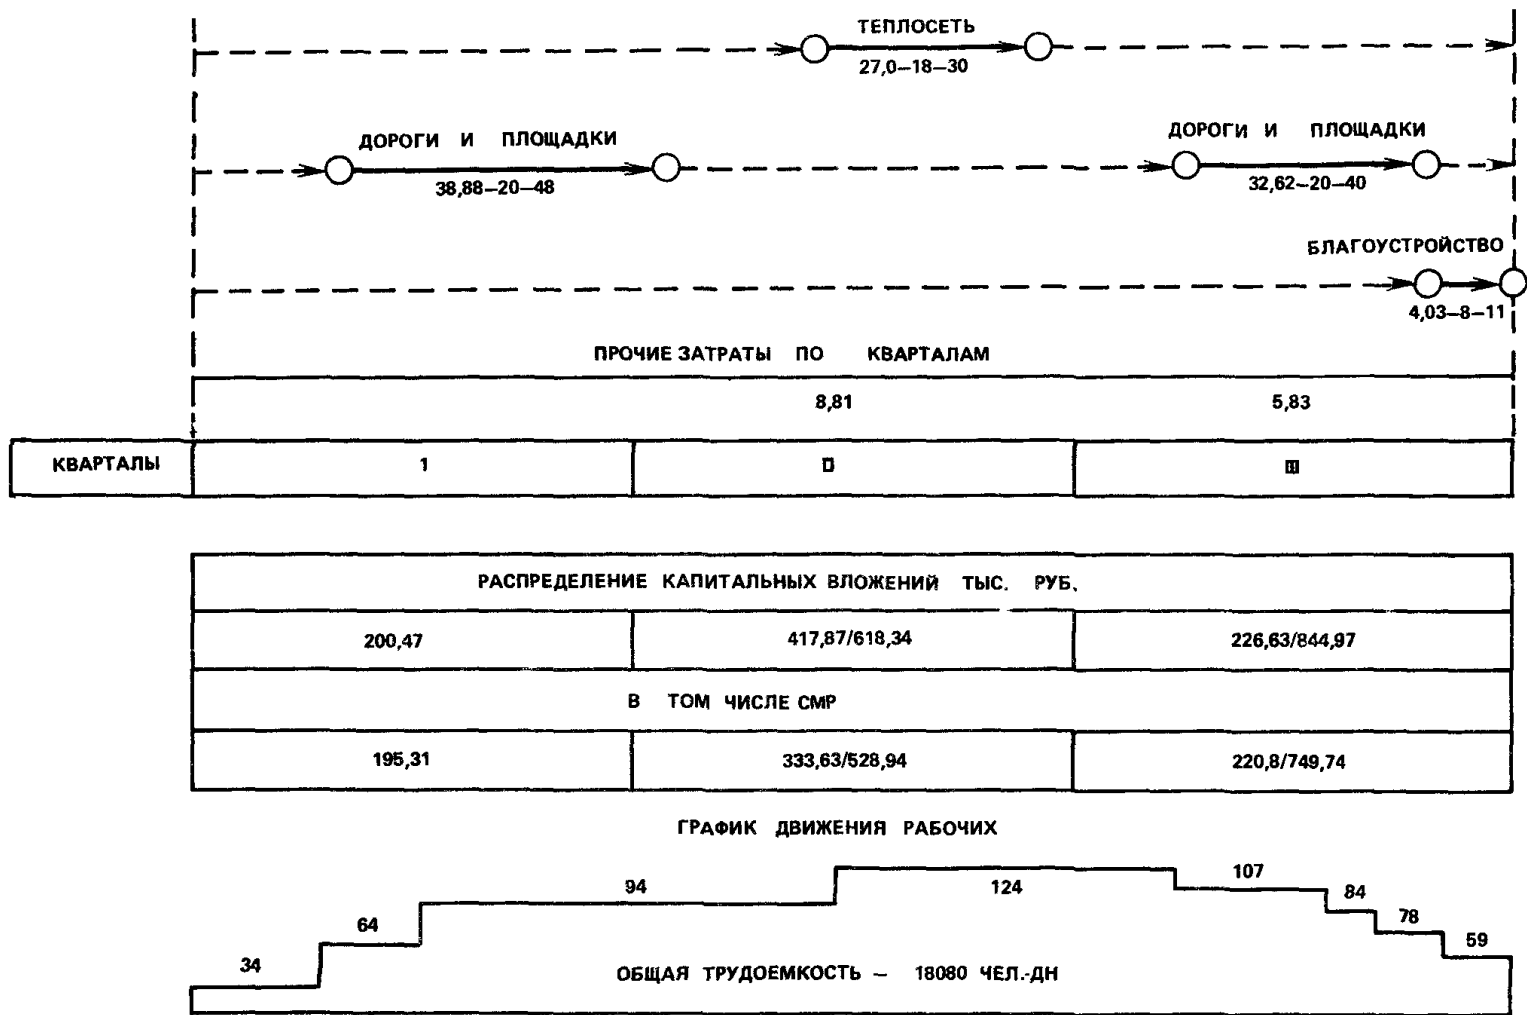 ТЕПЛОСЕТЬ
27,0—18—30
ДОРОГИ И ПЛОЩАДКИ
38,88—20—48
ДОРОГИ И ПЛОЩАДКИ
32,62—20—40
БЛАГОУСТРОЙСТВО
4,03—8—11
ПРОЧИЕ ЗАТРАТЫ ПО КВАРТАЛАМ
8,81 5,83
КВАРТАЛЫ 1 II III
РАСПРЕДЕЛЕНИЕ КАПИТАЛЬНЫХ ВЛОЖЕНИЙ ТЫС. РУБ.
200,47 417,87/618,34 226,63/844,97
В ТОМ ЧИСЛЕ СМР
195,31 333,63/528,94 220,8/749,74
ГРАФИК ДВИЖЕНИЯ РАБОЧИХ
34 64 94 124 107 84 78 59
ОБЩАЯ ТРУДОЕМКОСТЬ — 18080 ЧЕЛ.-ДН